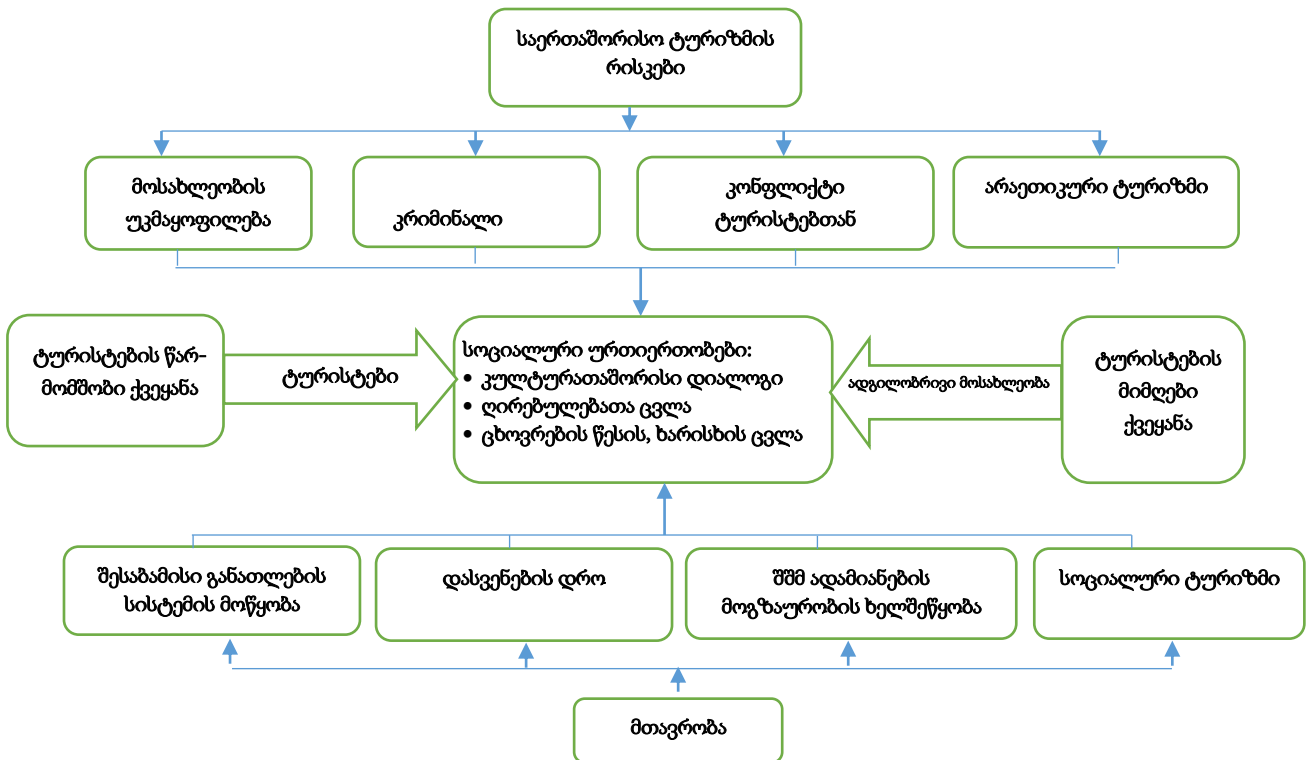 საერთაშორისო ტურიზმის
რისკები
მოსახლეობის
უკმაყოფილება
კრიმინალი
კონფლიქტი
ტურისტებთან
არაეთიკური ტურიზმი
ტურისტების წარ-
მომშობი ქვეყანა
ტურისტები
სოციალური ურთიერთობები:
• კულტურათაშორისი დიალოგი
• ღირებულებათა ცვლა
• ცხოვრების წესის, ხარისხის ცვლა
ადგილობრივი მოსახლეობა
ტურისტების
მიმღები
ქვეყანა
შესაბამისი განათლების
სისტემის მოწყობა
დასვენების დრო
შშმ ადამიანების
მოგზაურობის ხელშეწყობა
სოციალური ტურიზმი
მთავრობა